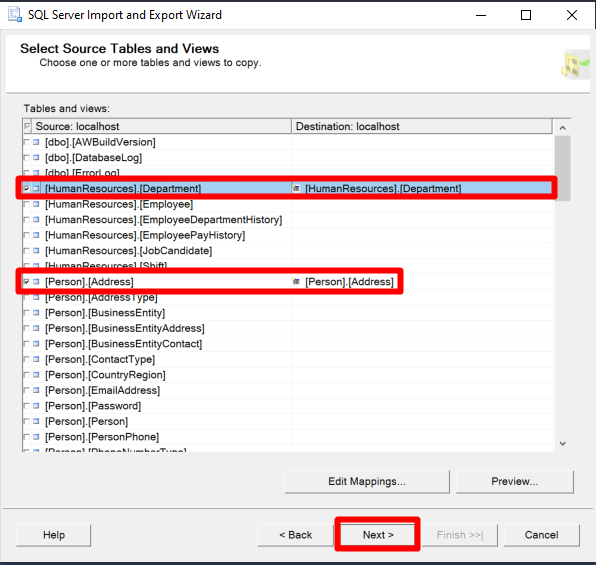 SQL Server Import and Export Wizard
Select Source Tables and Views
Choose one or more tables and views to copy.
Tables and views:
Source: localhost Destination: localhost
[dbo].[AWBuildVersion]
[dbo].[DatabaseLog]
[dbo].[ErrorLog]
[HumanResources].[Department] [HumanResources].[Department]
[HumanResources].[Employee]
[HumanResources].[EmployeeDepartmentHistory]
[HumanResources].[EmployeePayHistory]
[HumanResources].[JobCandidate]
[HumanResources].[Shift]
[Person].[Address] [Person].[Address]
[Person].[AddressType]
[Person].[BusinessEntity]
[Person].[BusinessEntityAddress]
[Person].[BusinessEntityContact]
[Person].[ContactType]
[Person].[CountryRegion]
[Person].[EmailAddress]
[Person].[Password]
[Person].[Person]
[Person].[PersonPhone]
[Person].[PhoneNumberType]
Edit Mappings... Preview...
Help < Back Next > Finish >>| Cancel